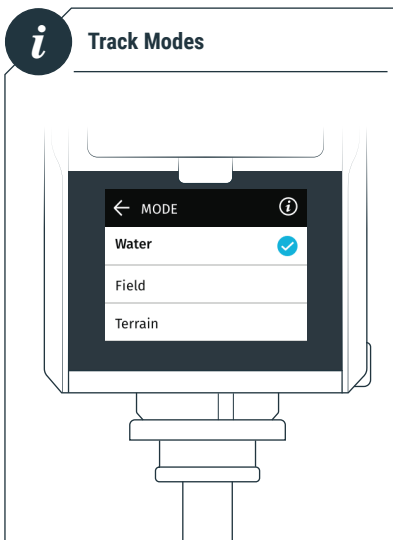 i
Track Modes
← MODE i
Water
Field
Terrain